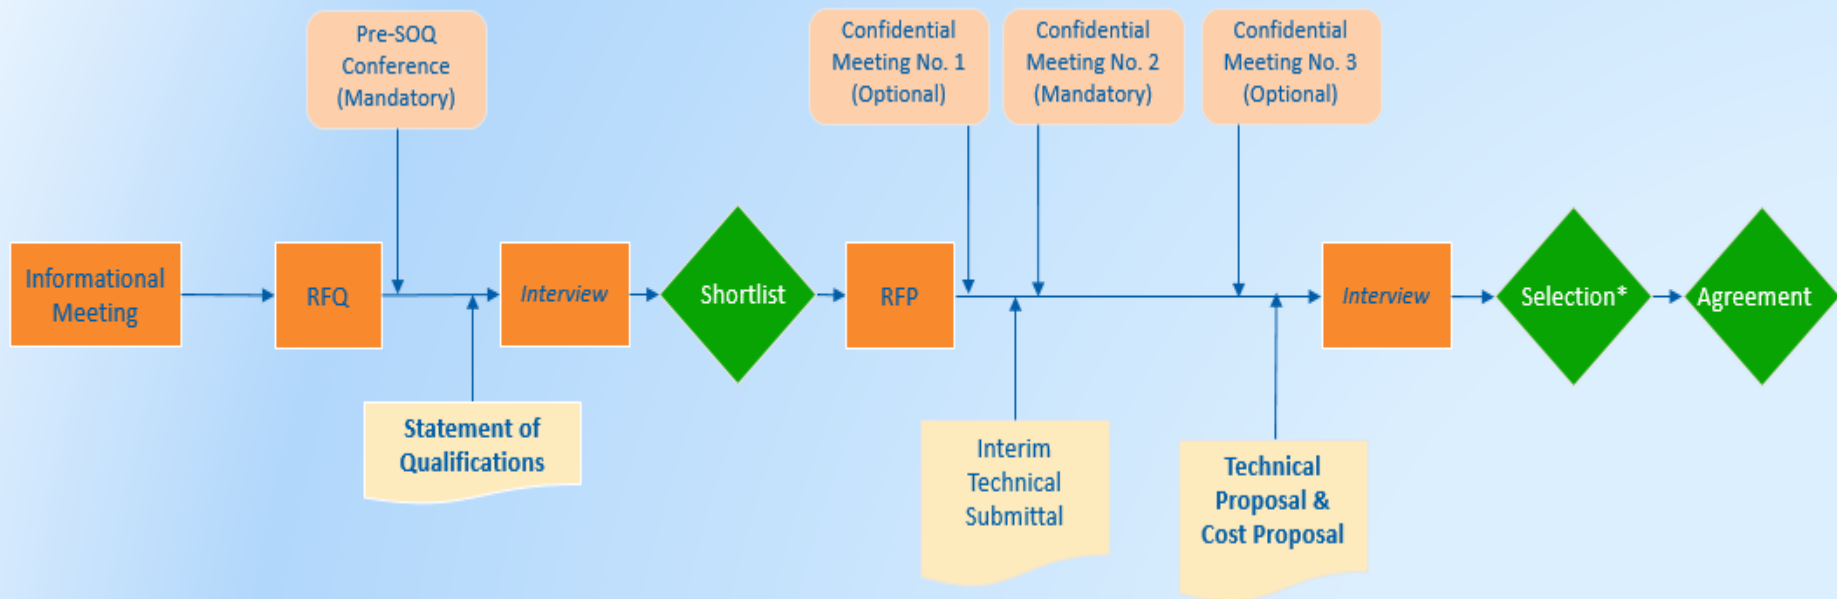 Pre-SOQ
Conference
(Mandatory)
Confidential
Meeting No. 1
(Optional)
Confidential
Meeting No. 2
(Mandatory)
Confidential
Meeting No. 3
(Optional)
Informational
Meeting
RFQ
Interview
Shortlist
RFP
Interview
Selection*
Agreement
Statement of
Qualifications
Interim
Technical
Submittal
Technical
Proposal &
Cost Proposal